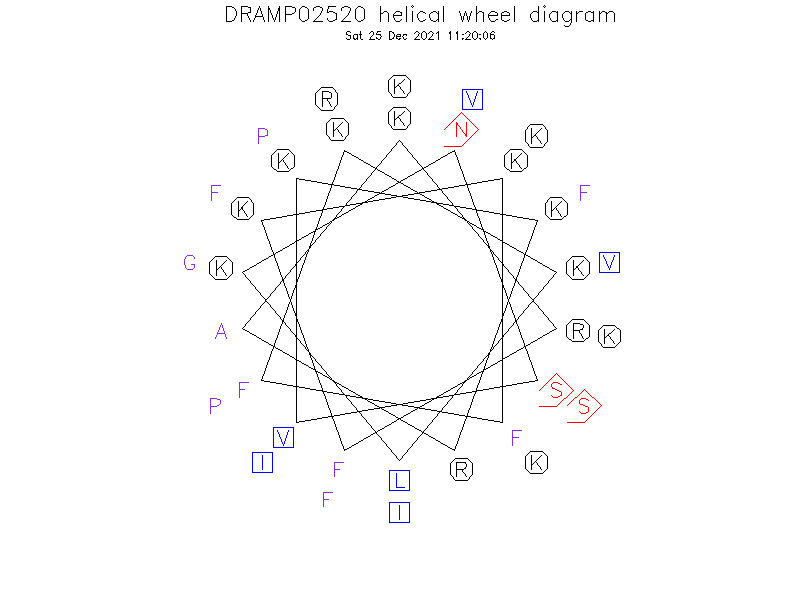 DRAMP02520 helical wheel diagram
Sat 25 Dec 2021 11:20:06
K
R V
K N
K
P K
K K
F K K F
G K K V
A R K
F S
P S
V F
I R K
F L
F I